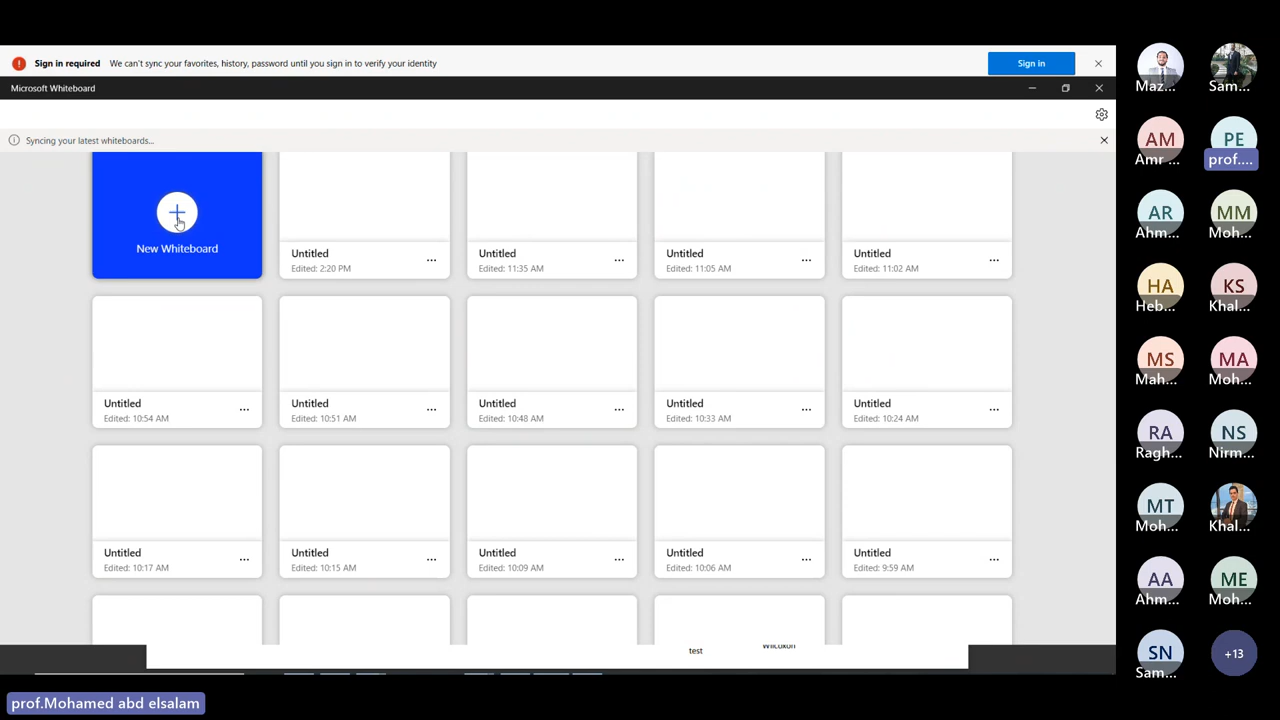 Sign in required We can't sync your favorites, history, password until you sign in to verify your identity
Sign in
Microsoft Whiteboard
Syncing your latest whiteboards...
New Whiteboard
Untitled
Edited: 2:20 PM
Untitled
Edited: 11:35 AM
Untitled
Edited: 11:05 AM
Untitled
Edited: 11:02 AM
Untitled
Edited: 10:54 AM
Untitled
Edited: 10:51 AM
Untitled
Edited: 10:48 AM
Untitled
Edited: 10:33 AM
Untitled
Edited: 10:24 AM
Untitled
Edited: 10:17 AM
Untitled
Edited: 10:15 AM
Untitled
Edited: 10:09 AM
Untitled
Edited: 10:06 AM
Untitled
Edited: 9:59 AM
test
prof.Mohamed abd elsalam
Maz...
Sam...
AM
Amr ...
PE
prof....
AR
Ahm...
MM
Moh...
HA
Heb...
KS
Khal...
MS
Mah...
MA
Moh...
RA
Ragh...
NS
Nirm...
MT
Moh...
Khal...
AA
Ahm...
ME
Moh...
SN
Sam...
+13